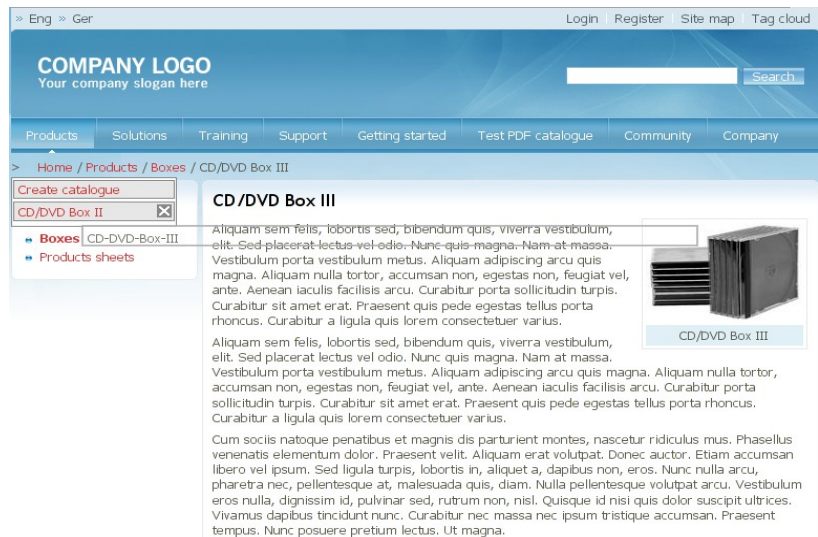 » Eng » Ger
Login Register Site map Tag cloud
COMPANY LOGO
Your company slogan here
Search
Products Solutions Training Support Getting started Test PDF catalogue Community Company
> Home / Products / Boxes / CD/DVD Box III
Create catalogue
CD/DVD Box II
Boxes CD-DVD-Box-III
Products sheets
CD/DVD Box III
Aliquam sem felis, lobortis sed, bibendum quis, viverra vestibulum,
elit. Sed placerat lectus vel odio. Nunc quis magna. Nam at massa.
Vestibulum porta vestibulum metus. Aliquam adipiscing arcu quis
magna. Aliquam nulla tortor, accumsan non, egestas non, feugiat vel,
ante. Aenean iaculis facilisis arcu. Curabitur porta sollicitudin turpis.
Curabitur sit amet erat. Praesent quis pede egestas tellus porta
rhoncus. Curabitur a ligula quis lorem consectetuer varius.
CD/DVD Box III
Aliquam sem felis, lobortis sed, bibendum quis, viverra vestibulum,
elit. Sed placerat lectus vel odio. Nunc quis magna. Nam at massa.
Vestibulum porta vestibulum metus. Aliquam adipiscing arcu quis magna. Aliquam nulla tortor,
accumsan non, egestas non, feugiat vel, ante. Aenean iaculis facilisis arcu. Curabitur porta
sollicitudin turpis. Curabitur sit amet erat. Praesent quis pede egestas tellus porta rhoncus.
Curabitur a ligula quis lorem consectetuer varius.
Cum sociis natoque penatibus et magnis dis parturient montes, nascetur ridiculus mus. Phasellus
venenatis elementum dolor. Praesent velit. Aliquam erat volutpat. Donec auctor. Etiam accumsan
libero vel ipsum. Sed ligula turpis, lobortis in, aliquet a, dapibus non, eros. Nunc nulla arcu,
pharetra nec, pellentesque at, malesuada quis, diam. Nulla pellentesque volutpat arcu. Vestibulum
eros nulla, dignissim id, pulvinar sed, rutrum non, nisl. Quisque id nisi quis dolor suscipit ultrices.
Vivamus dapibus tincidunt nunc. Curabitur nec massa nec ipsum tristique accumsan. Praesent
tempus. Nunc posuere pretium lectus. Ut magna.